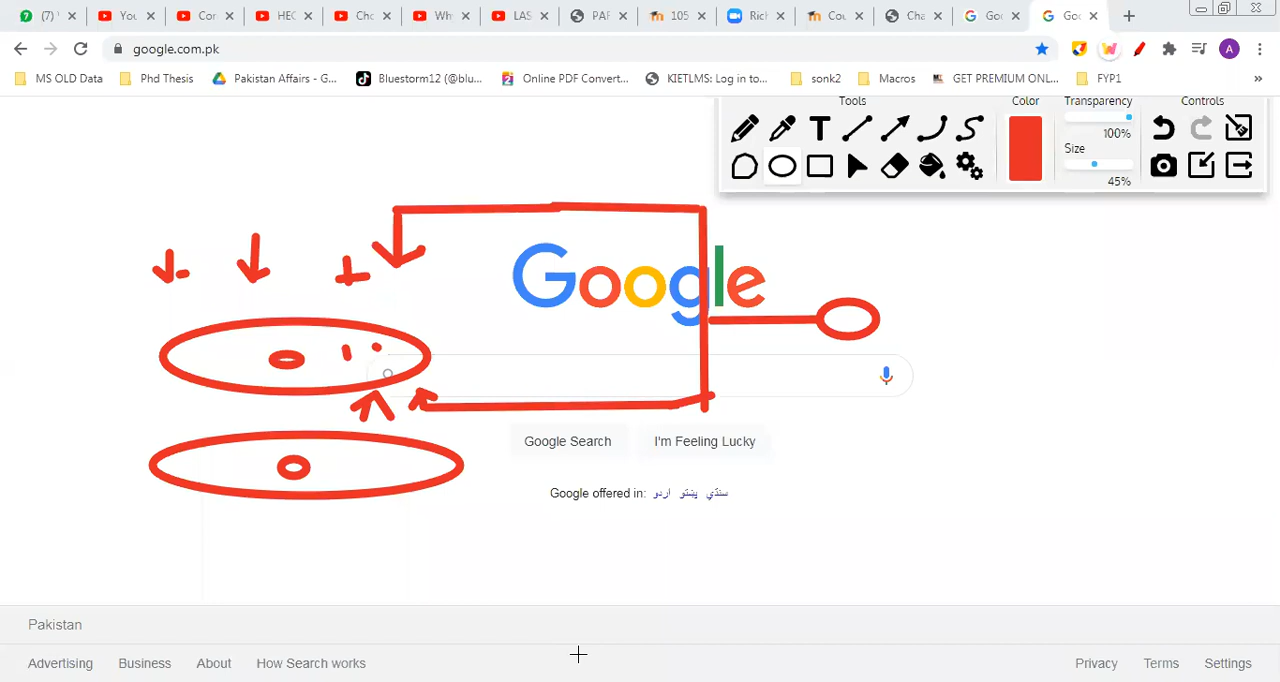 7
(7) '
You
Cor
HEC
Cho
Why
LAS
PAF
105
Rich
Cou
Cha
Goo
Goo
google.com.pk
A
MS OLD Data
Phd Thesis
Pakistan Affairs - G...
Bluestorm12 (@blu...
Online PDF Convert...
KIETLMS: Log in to...
sonk2
Macros
GET PREMIUM ONL...
FYP1
»
Tools
Color
Transparency
Controls
100%
Size
45%
T
Google
Google Search
I'm Feeling Lucky
Google offered in: اردو پښتو سنڌي
Pakistan
Advertising
Business
About
How Search works
Privacy
Terms
Settings